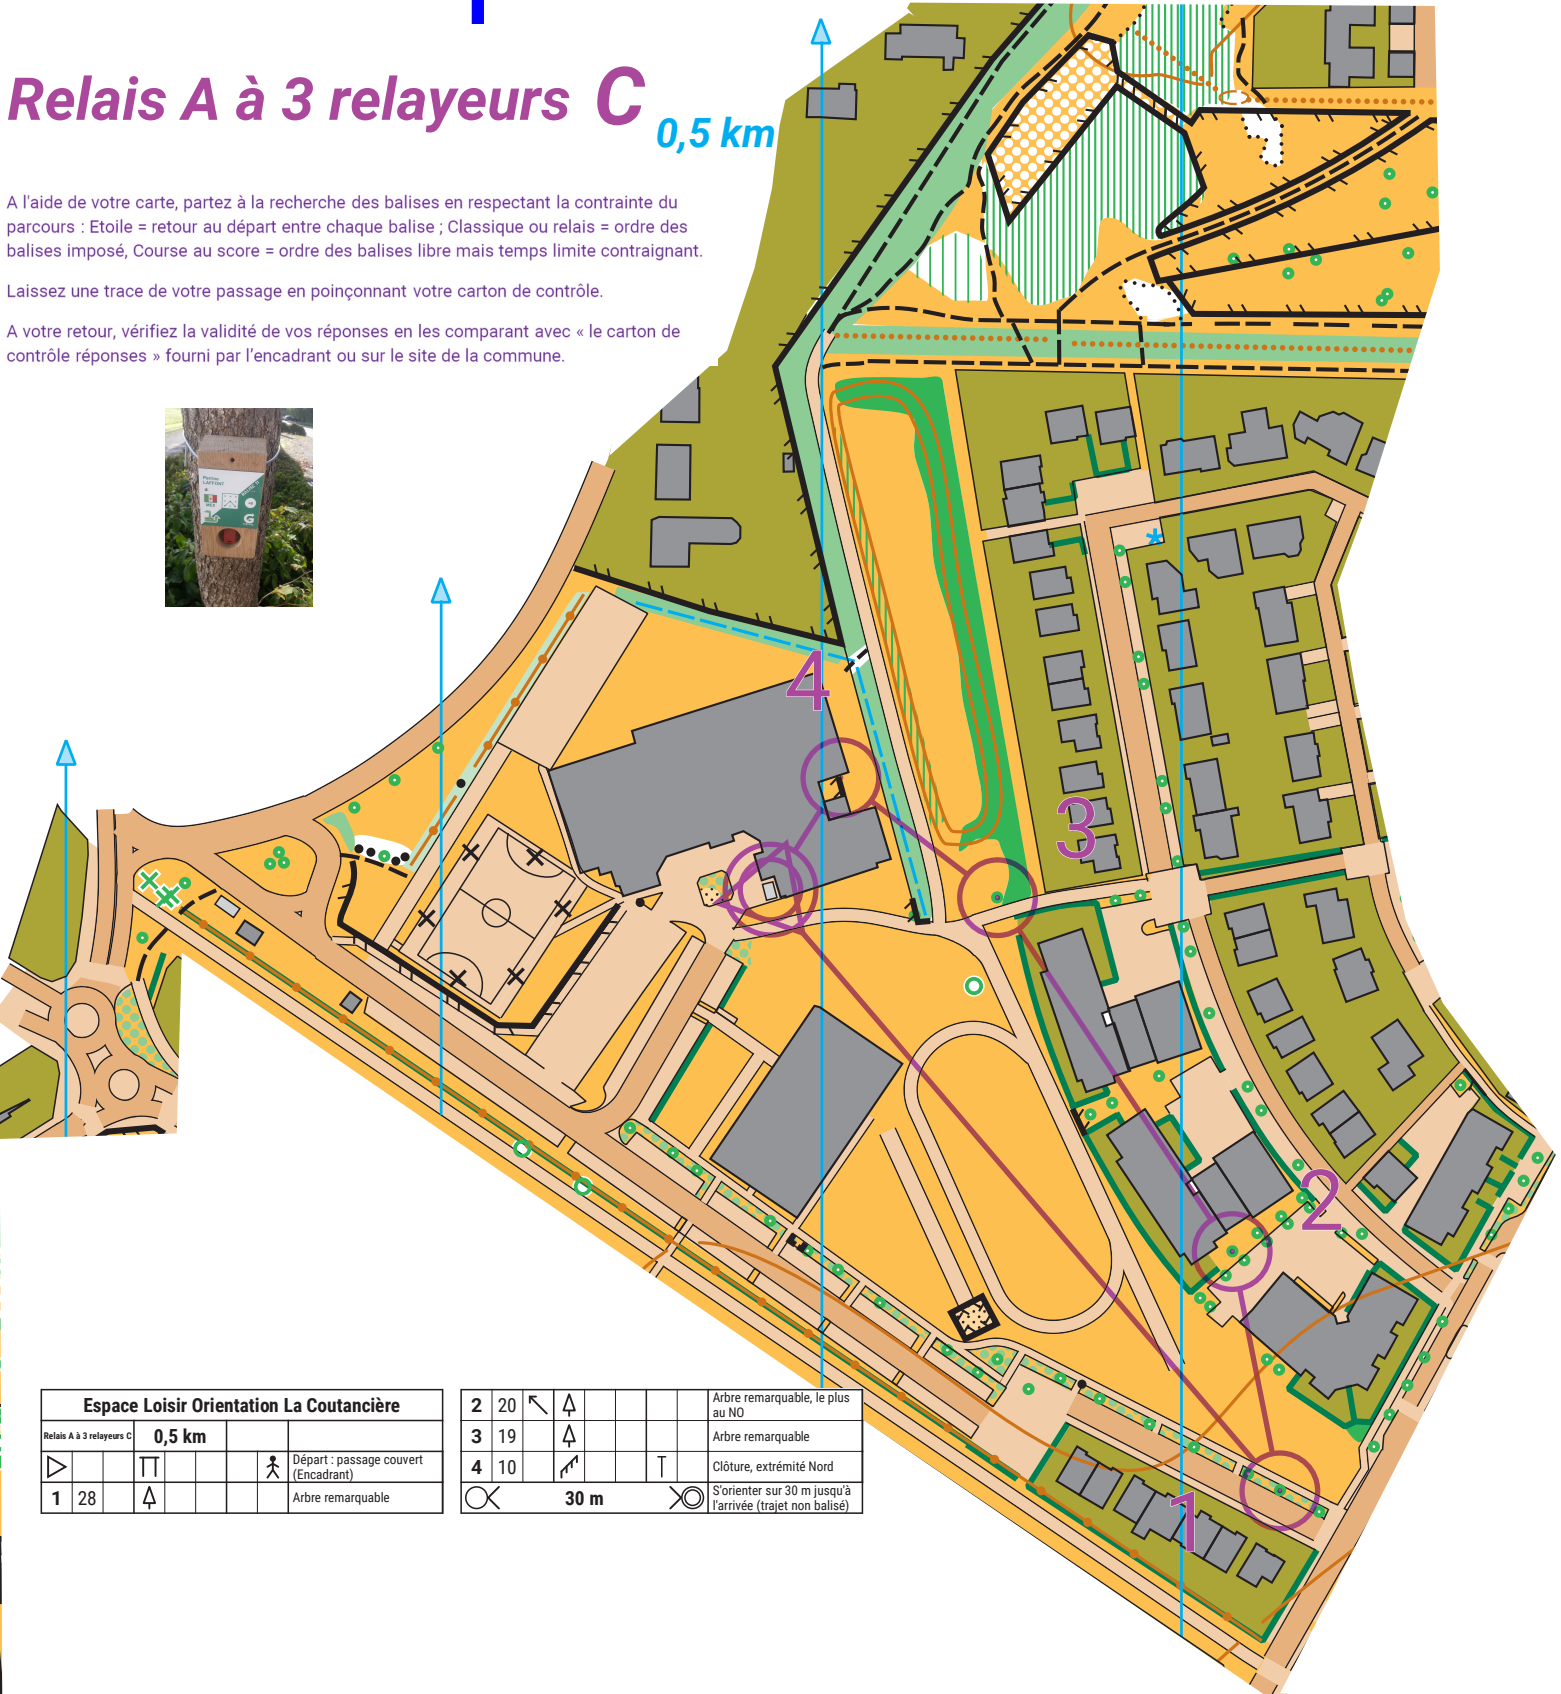 Relais A à 3 relayeurs C
0,5 km
A l'aide de votre carte, partez à la recherche des balises en respectant la contrainte du
parcours : Etoile = retour au départ entre chaque balise ; Classique ou relais = ordre des
balises imposé, Course au score = ordre des balises libre mais temps limite contraignant.
Laissez une trace de votre passage en poinçonnant votre carton de contrôle.
A votre retour, vérifiez la validité de vos réponses en les comparant avec « le carton de
contrôle réponses » fourni par l'encadrant ou sur le site de la commune.
4
3
2
1
Espace Loisir Orientation La Coutancière
Relais A à 3 relayeurs C 0,5 km
Départ : passage couvert
(Encadrant)
1 28 Arbre remarquable
2 20 Arbre remarquable, le plus
au NO
3 19 Arbre remarquable
4 10 Clôture, extrémité Nord
30 m S'orienter sur 30 m jusqu'à
l'arrivée (trajet non balisé)